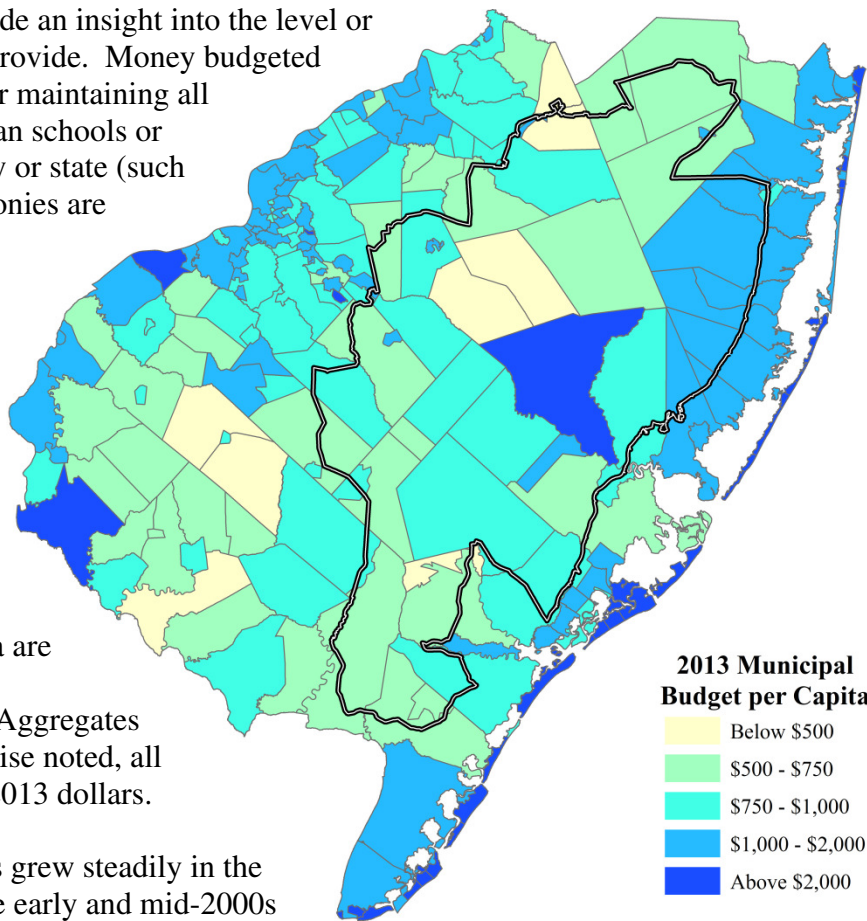 de an insight into the level or
rovide. Money budgeted
r maintaining all
an schools or
y or state (such
onies are
a are
Aggregates
ise noted, all
013 dollars.
s grew steadily in the
e early and mid-2000s
2013 Municipal
Budget per Capita
Below $500
$500 - $750
$750 - $1,000
$1,000 - $2,000
Above $2,000